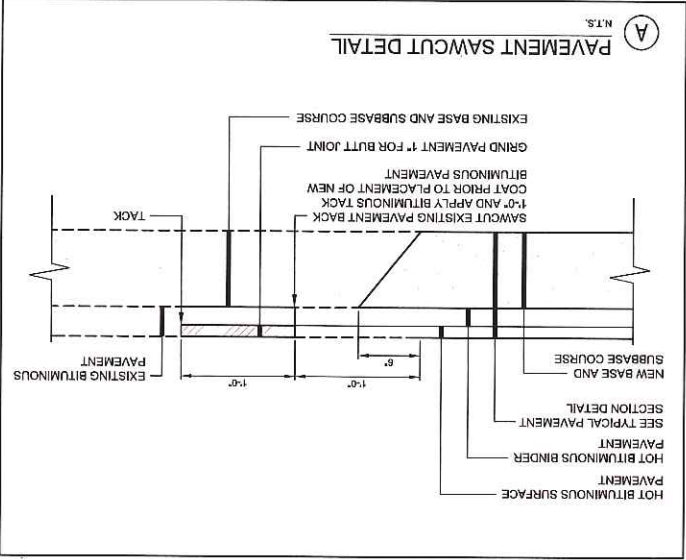 HOT BITUMINOUS SURFACE
PAVEMENT
HOT BITUMINOUS BINDER
PAVEMENT
SEE TYPICAL PAVEMENT
SECTION DETAIL
NEW BASE AND
SUBBASE COURSE
EXISTING BITUMINOUS
PAVEMENT
1'-0"
1'-0"
6"
SAWCUT EXISTING PAVEMENT BACK
1'-0" AND APPLY BITUMINOUS TACK
COAT PRIOR TO PLACEMENT OF NEW
BITUMINOUS PAVEMENT
TACK
GRIND PAVEMENT 1" FOR BUTT JOINT
EXISTING BASE AND SUBBASE COURSE
A
PAVEMENT SAWCUT DETAIL
N.T.S.